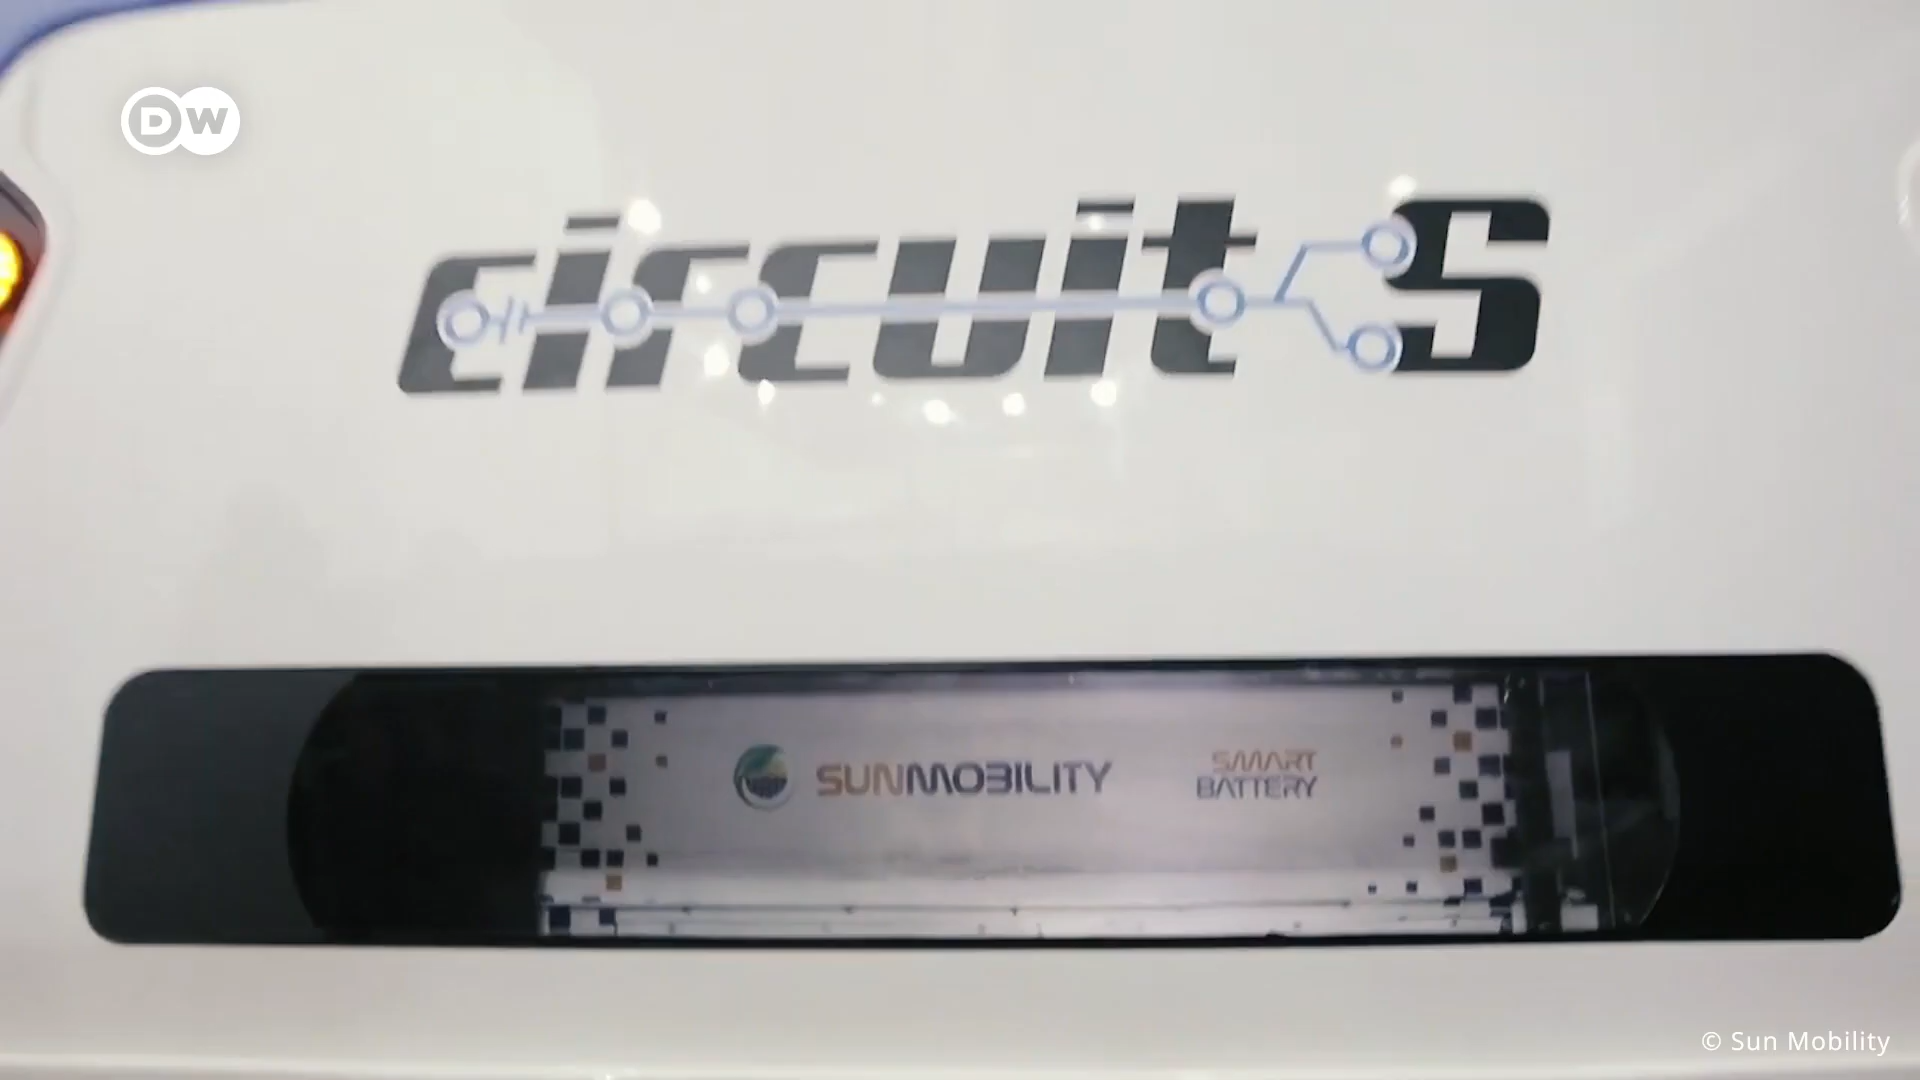 DW
circuit S
SUNMOBILITY
SMART
BATTERY
© Sun Mobility